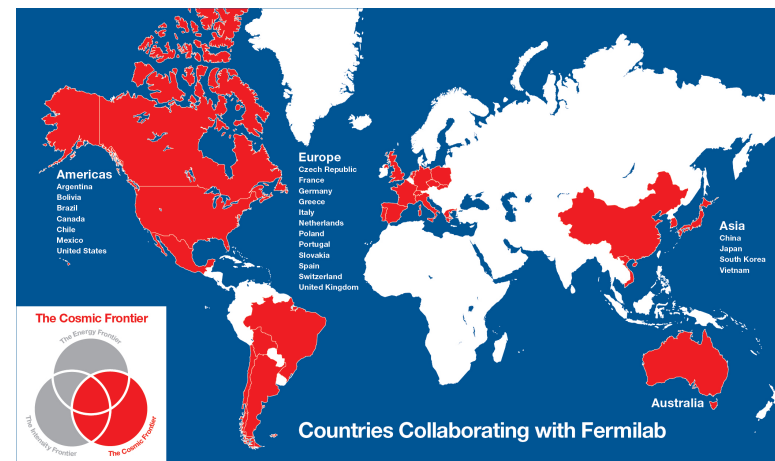 Americas
Argentina
Bolivia
Brazil
Canada
Chile
Mexico
United States
Europe
Czech Republic
France
Germany
Greece
Italy
Netherlands
Poland
Portugal
Slovakia
Spain
Switzerland
United Kingdom
Asia
China
Japan
South Korea
Vietnam
Australia
The Cosmic Frontier
The Energy Frontier
The Intensity Frontier
The Cosmic Frontier
Countries Collaborating with Fermilab